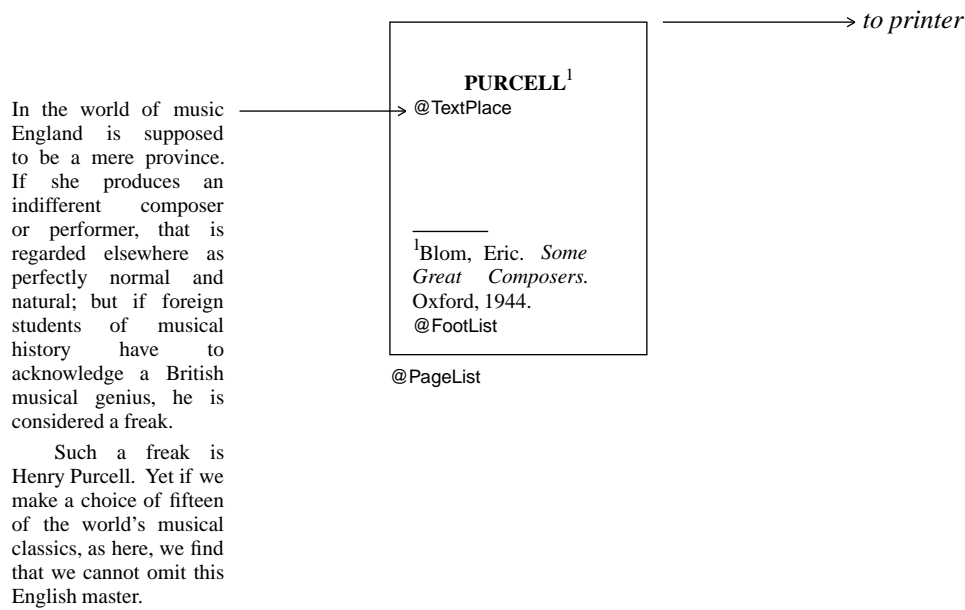 to printer
PURCELL1
@TextPlace
In the world of music
England is supposed
to be a mere province.
If she produces an
indifferent composer
or performer, that is
regarded elsewhere as
perfectly normal and
natural; but if foreign
students of musical
history have to
acknowledge a British
musical genius, he is
considered a freak.
Such a freak is
Henry Purcell. Yet if we
make a choice of fifteen
of the world's musical
classics, as here, we find
that we cannot omit this
English master.
1Blom, Eric. Some
Great Composers.
Oxford, 1944.
@FootList
@PageList